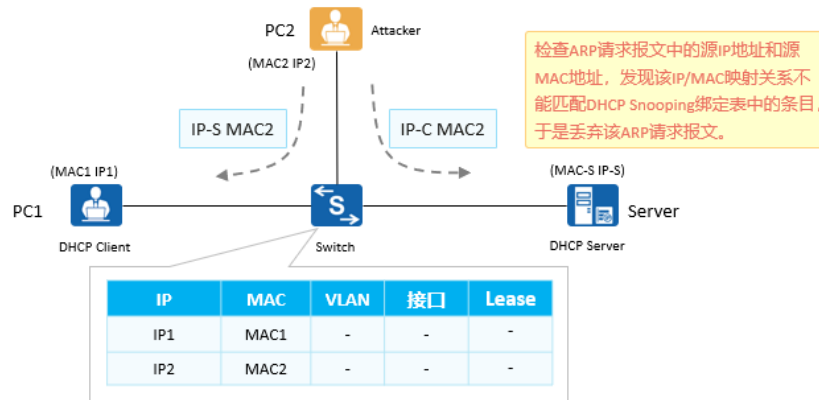 PC2
Attacker
(MAC2 IP2)
检查ARP请求报文中的源IP地址和源
MAC地址，发现该IP/MAC映射关系不
能匹配DHCP Snooping绑定表中的条目，
于是丢弃该ARP请求报文。
IP-S MAC2
IP-C MAC2
(MAC1 IP1)
(MAC-S IP-S)
PC1
S
Server
DHCP Client
Switch
DHCP Server
IP MAC VLAN 接口 Lease
IP1 MAC1 - - -
IP2 MAC2 - - -